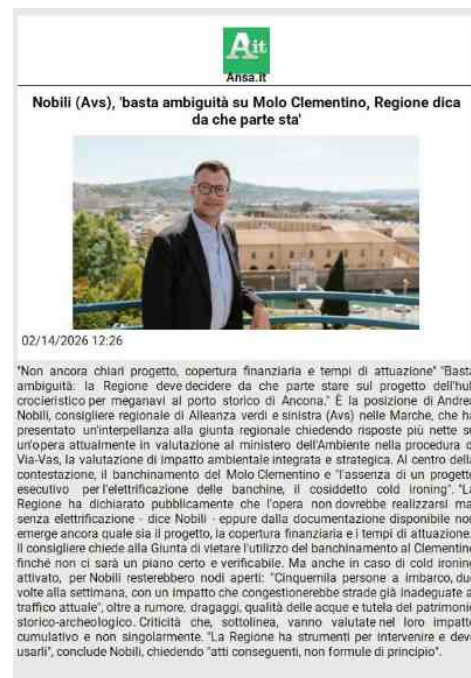 Ait
Ansa.it
Nobili (Avs), 'basta ambiguità su Molo Clementino, Regione dica
da che parte sta'
02/14/2026 12:26
"Non ancora chiari progetto, copertura finanziaria e tempi di attuazione" "Basta
ambiguità: la Regione deve decidere da che parte stare sul progetto dell'hub
crocieristico per meganavi al porto storico di Ancona." È la posizione di Andrea
Nobili, consigliere regionale di Alleanza verdi e sinistra (Avs) nelle Marche, che ha
presentato un'interpellanza alla giunta regionale chiedendo risposte più nette su
un'opera attualmente in valutazione al ministero dell'Ambiente nella procedura d
Via-Vas, la valutazione di impatto ambientale integrata e strategica. Al centro della
contestazione, il banchinamento del Molo Clementino e "l'assenza di un progetto
esecutivo per l'elettrificazione delle banchine, il cosiddetto cold ironing". "La
Regione ha dichiarato pubblicamente che l'opera non dovrebbe realizzarsi mai
senza elettrificazione - dice Nobili - eppure dalla documentazione disponibile non
emerge ancora quale sia il progetto, la copertura finanziaria e i tempi di attuazione.
Il consigliere chiede alla Giunta di vietare l'utilizzo del banchinamento al Clementino
finché non ci sarà un piano certo e verificabile. Ma anche in caso di cold ironing
attivato, per Nobili resterebbero nodi aperti: "Cinquemila persone a imbarco, due
volte alla settimana, con un impatto che congestionerebbe strade già inadeguate a
traffico attuale", oltre a rumore, dragaggi, qualità delle acque e tutela del patrimonio
storico-archeologico. Criticità che, sottolinea, vanno valutate nel loro impatto
cumulativo e non singolarmente. "La Regione ha strumenti per intervenire e deve
usarli", conclude Nobili, chiedendo "atti conseguenti, non formule di principio".